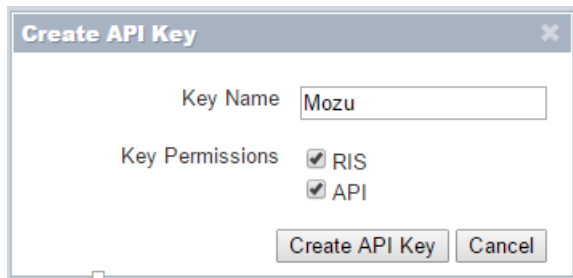 Create API Key
Key Name Mozu
Key Permissions RIS
API
Create API Key Cancel